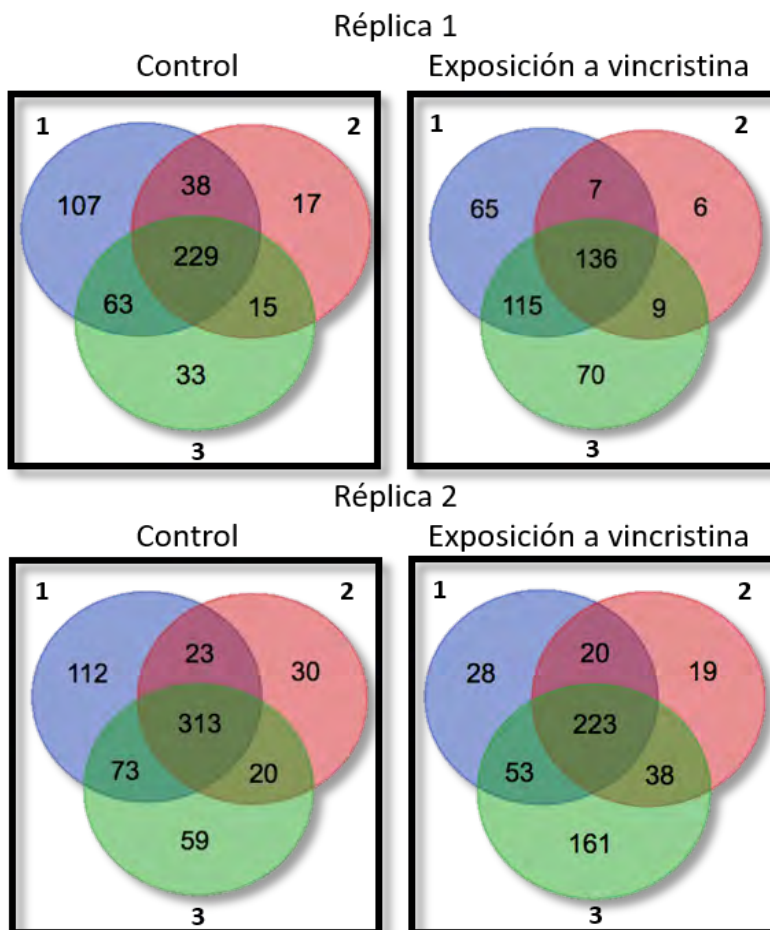 Réplica 1
Control Exposición a vincristina
1 2 1 2
107 38 17 65 7 6
229 136
63 15 115 9
33 70
3 3
Réplica 2
Control Exposición a vincristina
1 2 1 2
112 23 30 28 20 19
313 223
73 20 53 38
59 161
3 3